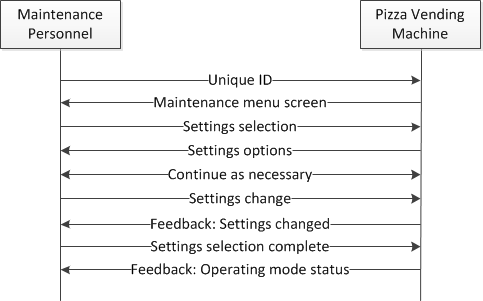 Maintenance
Personnel
Pizza Vending
Machine
Unique ID
Maintenance menu screen
Settings selection
Settings options
Continue as necessary
Settings change
Feedback: Settings changed
Settings selection complete
Feedback: Operating mode status